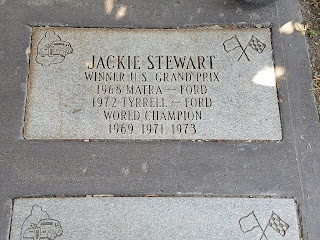 JACKIE STEWART
WINNER U.S. GRAND PRIX
1968 MATRA — FORD
1972 TYRRELL — FORD
WORLD CHAMPION
1969 1971 1973